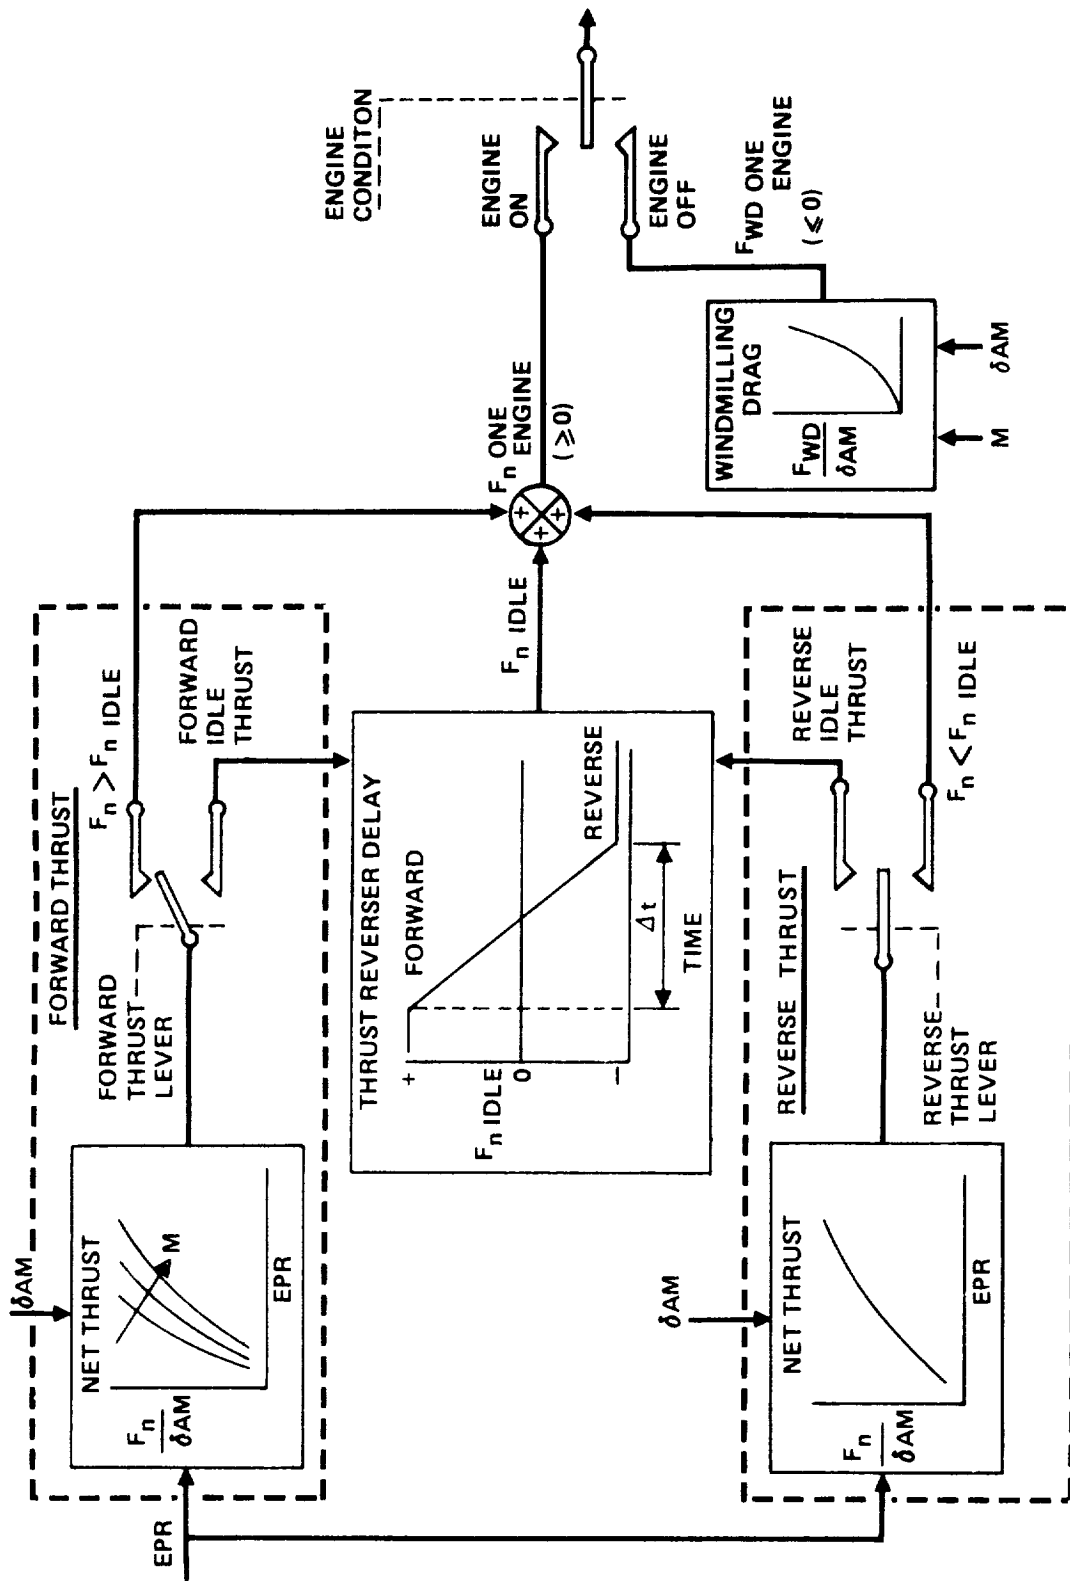 EPR
δAM
FORWARD THRUST
NET THRUST
M
Fn
δAM
EPR
FORWARD
THRUST
LEVER
Fn > Fn IDLE
FORWARD
IDLE
THRUST
THRUST REVERSER DELAY
+
Fn IDLE
0
−
FORWARD
REVERSE
Δt
TIME
δAM
REVERSE THRUST
NET THRUST
Fn
δAM
EPR
REVERSE
THRUST
LEVER
REVERSE
IDLE
THRUST
Fn < Fn IDLE
Fn IDLE
+
+
+
Fn ONE
ENGINE
(⩾0)
ENGINE
CONDITON
ENGINE
ON
ENGINE
OFF
FWD ONE
ENGINE
(⩽0)
WINDMILLING
DRAG
FWD
δAM
M
δAM